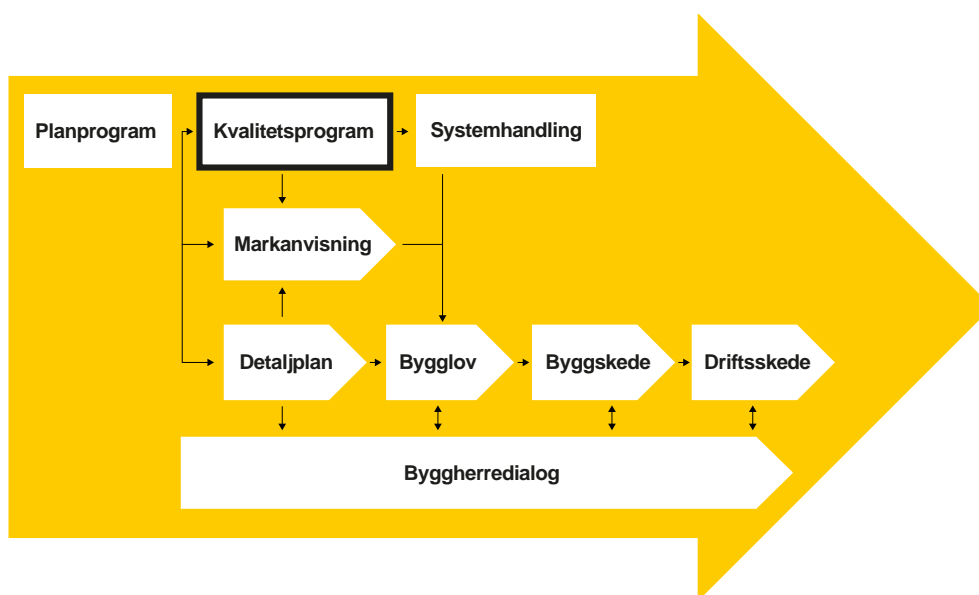 Planprogram
Kvalitetsprogram
Systemhandling
Markanvisning
Detaljplan
Bygglov
Byggskede
Driftsskede
Byggherredialog